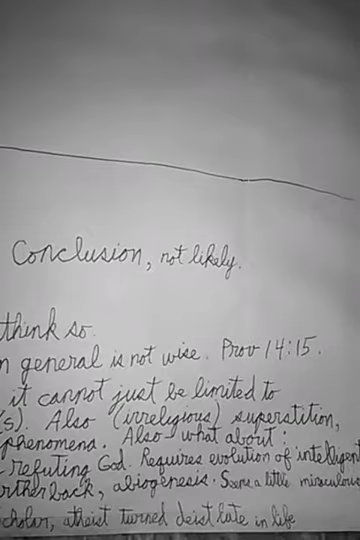 Conclusion, not likely.
think so.
n general is not wise. Prov 14:15.
it cannot just be limited to
(s). Also (irreligious) superstition,
phenomena. Also what about:
- refuting God. Requires evolution of intelligent
rther back, abiogenesis. Seems a little miraculous
cholar, atheist turned deist late in life